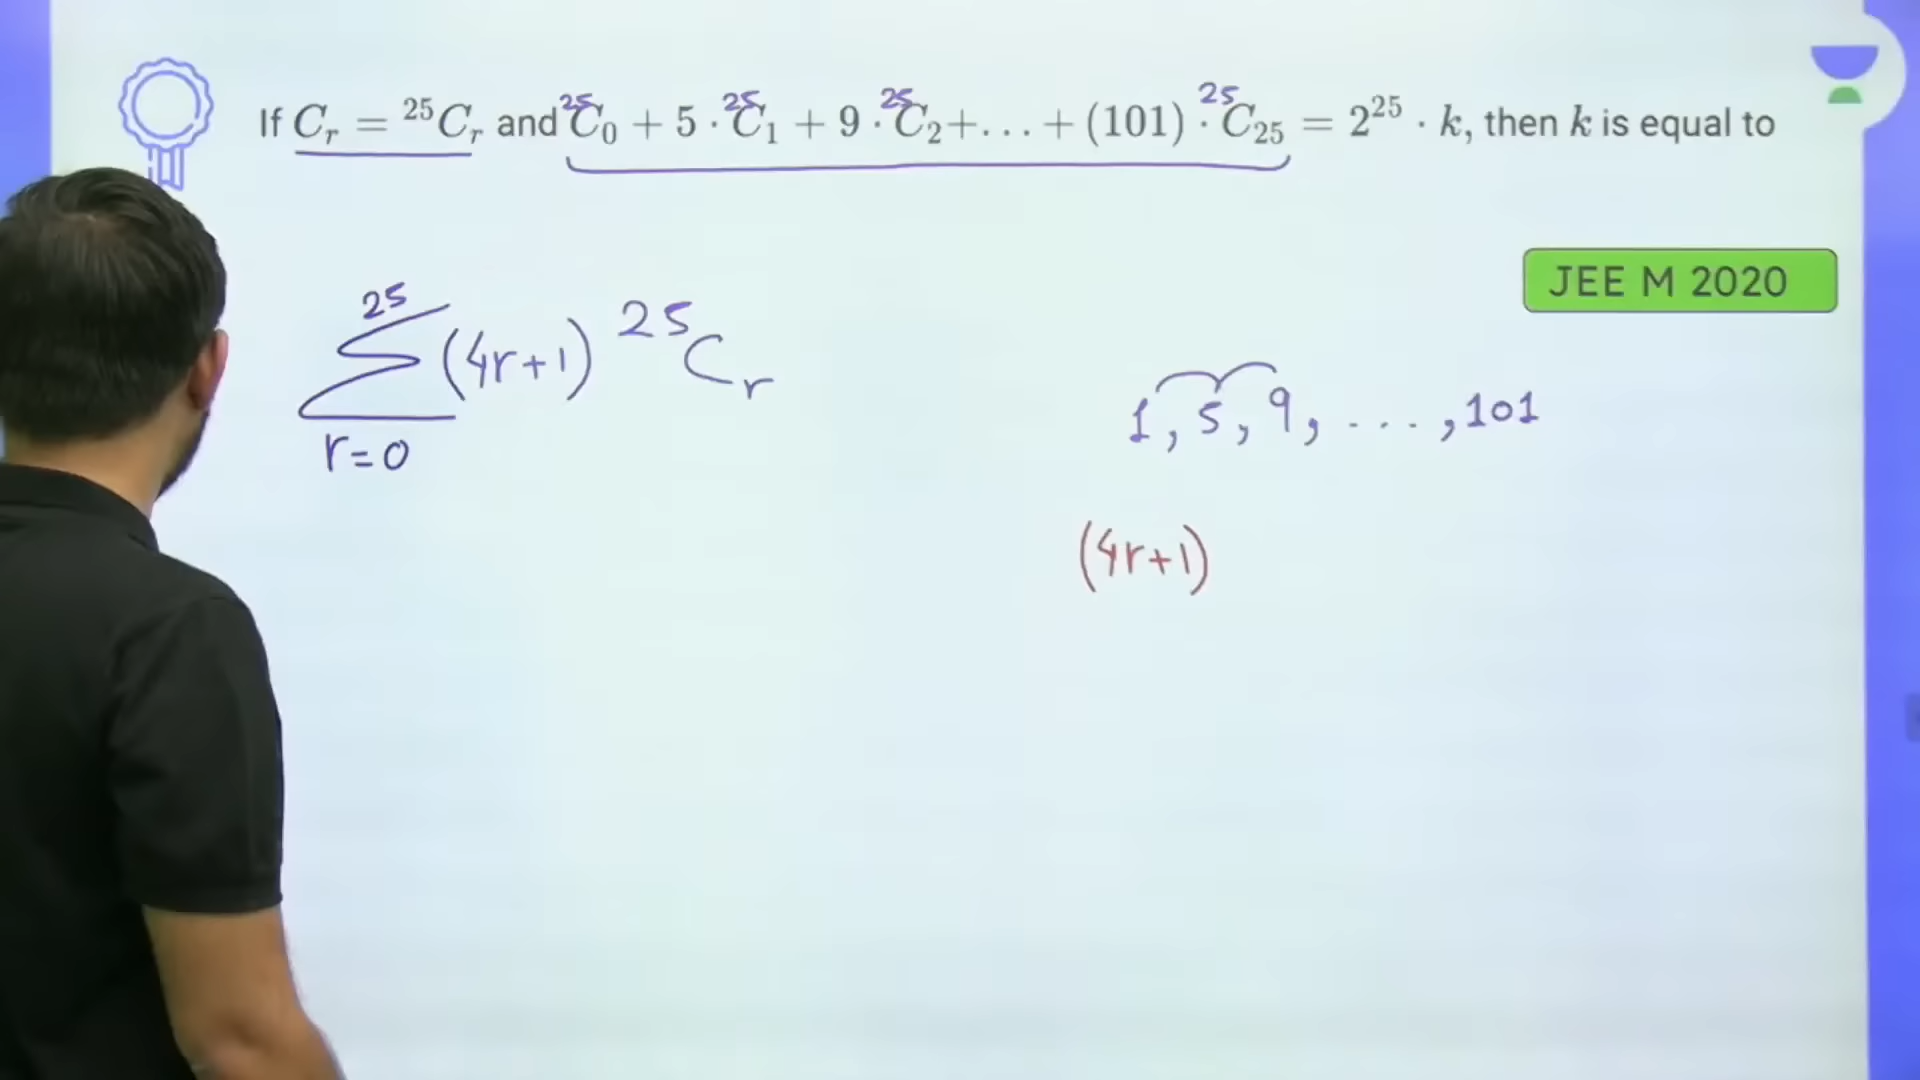 If C_r = ²⁵C_r and ²⁵C₀ + 5 · ²⁵C₁ + 9 · ²⁵C₂ + . . . + (101) · ²⁵C₂₅ = 2²⁵ · k, then k is equal to
JEE M 2020
25
Σ (4r+1) ²⁵C_r
r=0
1, 5, 9, . . . . , 101
(4r+1)